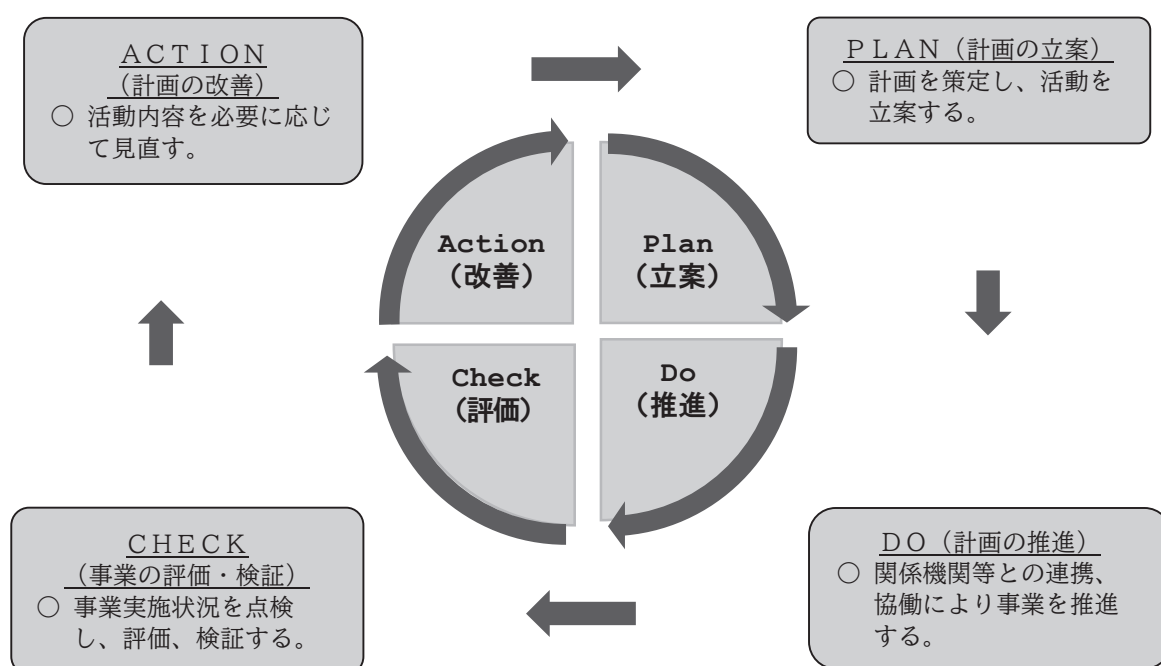 ＡＣＴＩＯＮ
（計画の改善）
○ 活動内容を必要に応じ
て見直す。
ＰＬＡＮ（計画の立案）
○ 計画を策定し、活動を
立案する。
Action
（改善）
Plan
（立案）
Check
（評価）
Do
（推進）
ＣＨＥＣＫ
（事業の評価・検証）
○ 事業実施状況を点検
し、評価、検証する。
ＤＯ（計画の推進）
○ 関係機関等との連携、
協働により事業を推進
する。